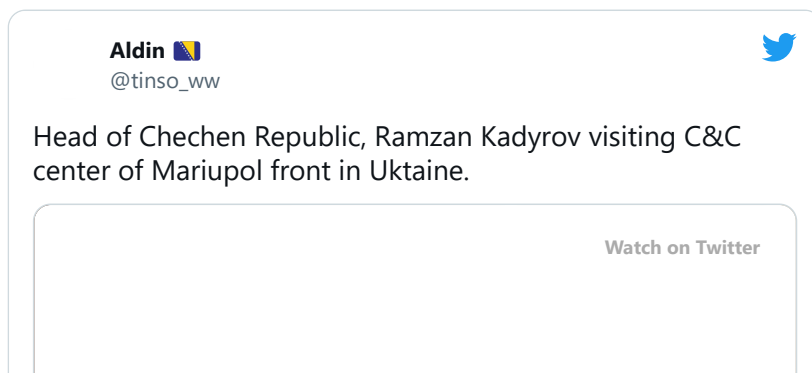 Aldin 🇧🇦
@tinso_ww
Head of Chechen Republic, Ramzan Kadyrov visiting C&C
center of Mariupol front in Uktaine.
Watch on Twitter